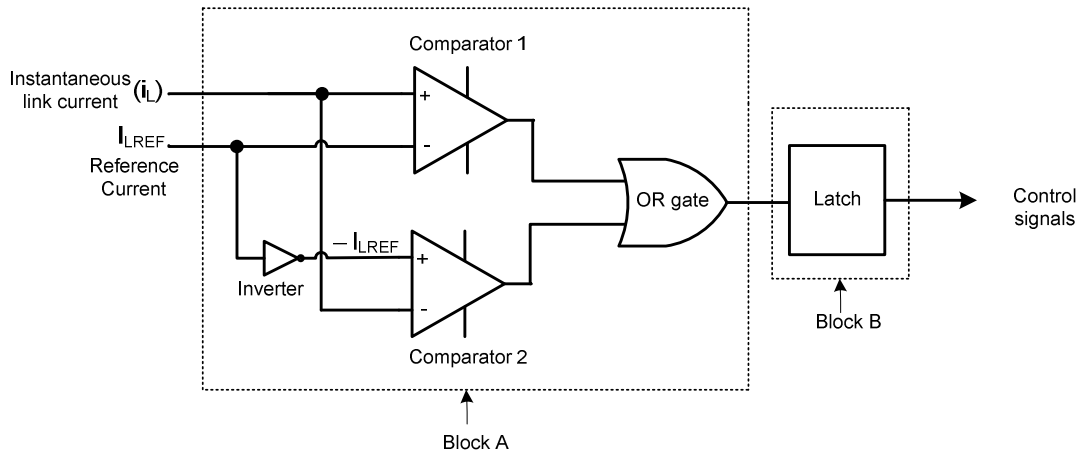 Comparator 1
Instantaneous
link current (iL)
ILREF
Reference
Current
+
-
OR gate
Latch
Control
signals
– ILREF
+
-
Inverter
Comparator 2
Block A
Block B